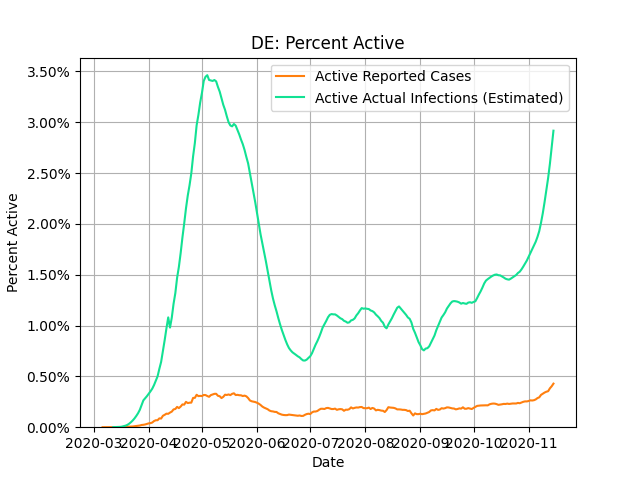 DE: Percent Active
Active Reported Cases
Active Actual Infections (Estimated)
3.50%
3.00%
2.50%
2.00%
1.50%
1.00%
0.50%
0.00%
Percent Active
2020-03 2020-04 2020-05 2020-06 2020-07 2020-08 2020-09 2020-10 2020-11
Date